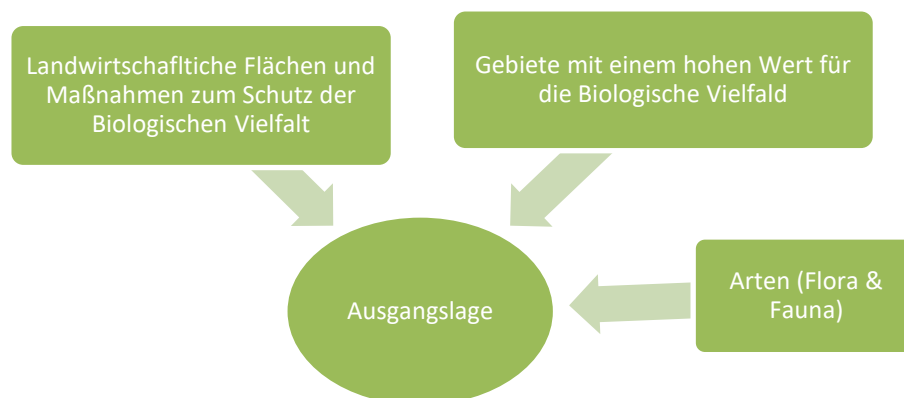 Landwirtschafltiche Flächen und
Maßnahmen zum Schutz der
Biologischen Vielfalt
Gebiete mit einem hohen Wert für
die Biologische Vielfald
Arten (Flora &
Fauna)
Ausgangslage